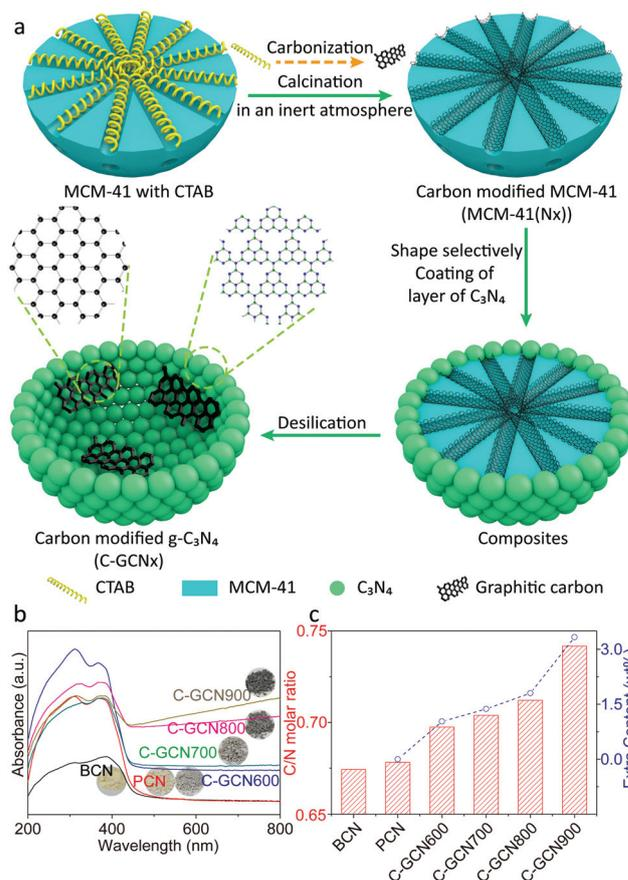 a
Carbonization
Calcination
in an inert atmosphere
MCM-41 with CTAB
Carbon modified MCM-41
(MCM-41(Nx))
Shape selectively
Coating of
layer of C₃N₄
Desilication
Carbon modified g-C₃N₄
(C-GCNx)
Composites
CTAB
MCM-41
C₃N₄
Graphitic carbon
b
Absorbance (a.u.)
C-GCN900
C-GCN800
C-GCN700
BCN
PCN
C-GCN600
200
400
600
800
Wavelength (nm)
c
C/N molar ratio
0.75
0.70
0.65
3.0
1.5
0.0
BCN
PCN
C-GCN600
C-GCN700
C-GCN800
C-GCN900